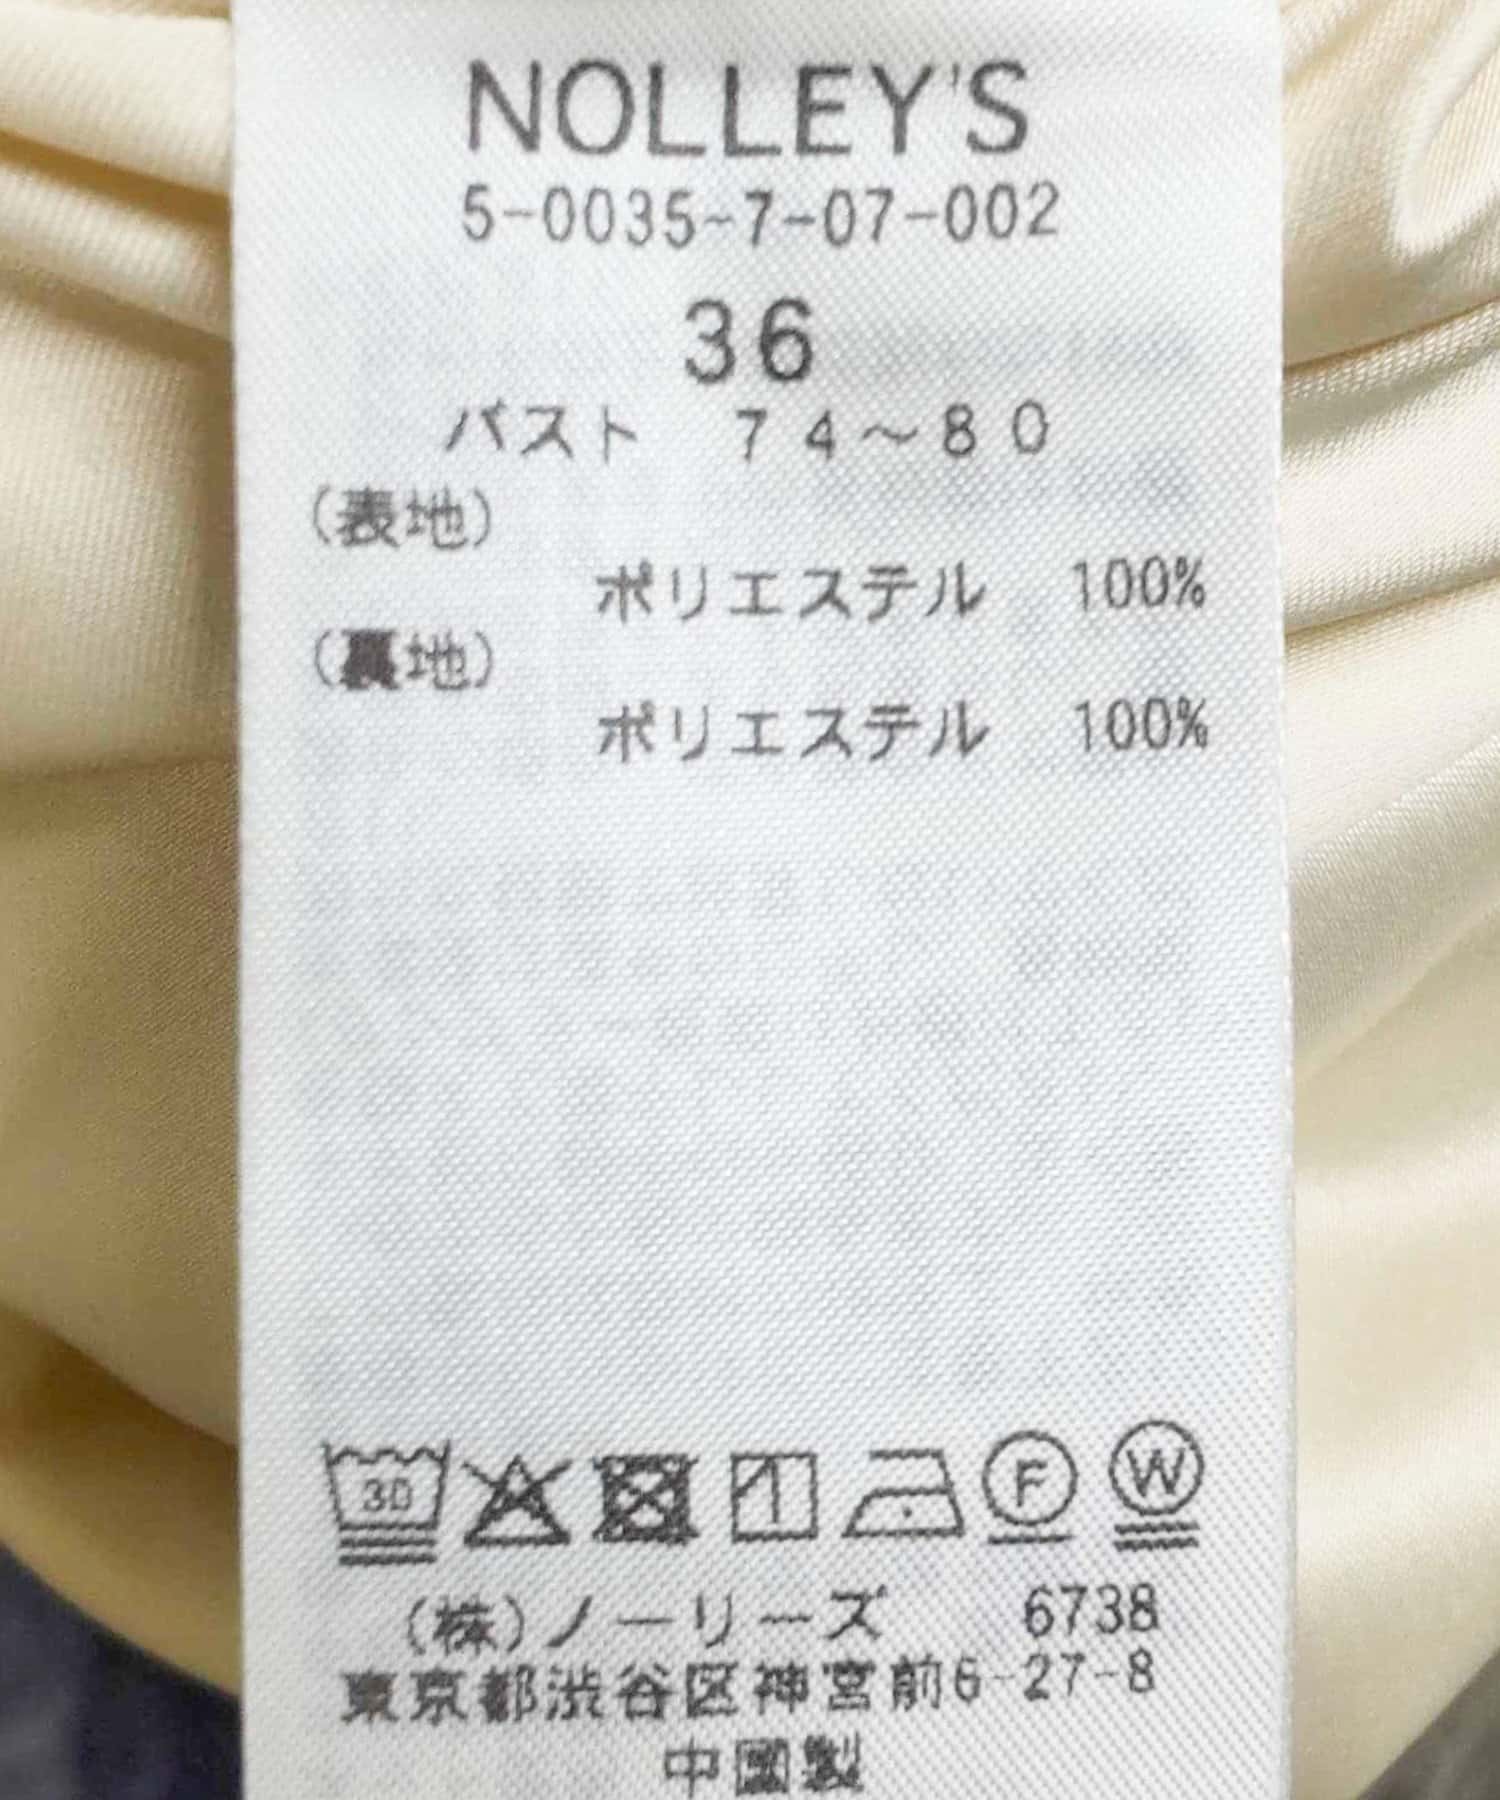 NOLLEY'S
5-0035-7-07-002
36
バスト　74～80
(表地)
ポリエステル　100%
(裏地)
ポリエステル　100%
30 F W
(株)ノーリーズ　6738
東京都渋谷区神宮前6-27-8
中國製